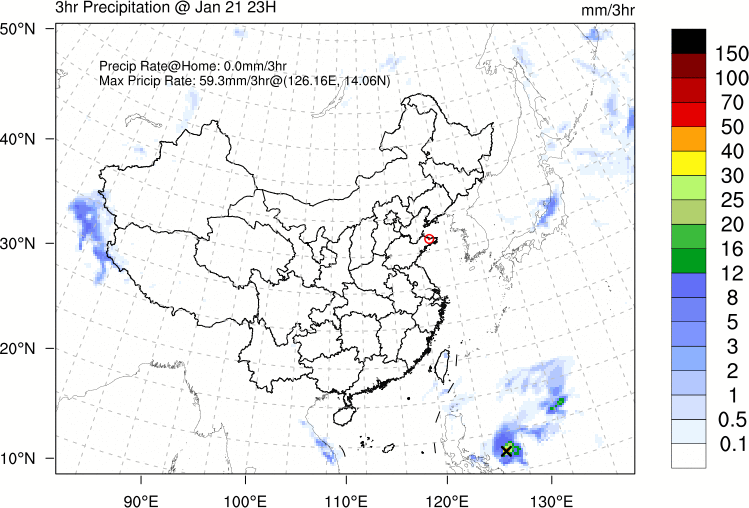 3hr Precipitation @ Jan 21 23H
mm/3hr
50°N
40°N
30°N
20°N
10°N
Precip Rate@Home: 0.0mm/3hr
Max Pricip Rate: 59.3mm/3hr@(126.16E, 14.06N)
90°E
100°E
110°E
120°E
130°E
150
100
70
50
40
30
25
20
16
12
8
5
3
2
1
0.5
0.1